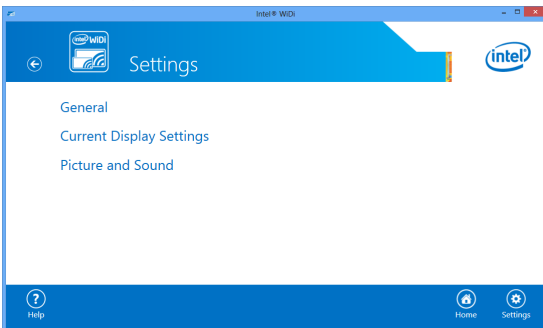 Intel® WiDi
intel WiDi
Settings
intel
General
Current Display Settings
Picture and Sound
?
Help
Home
Settings